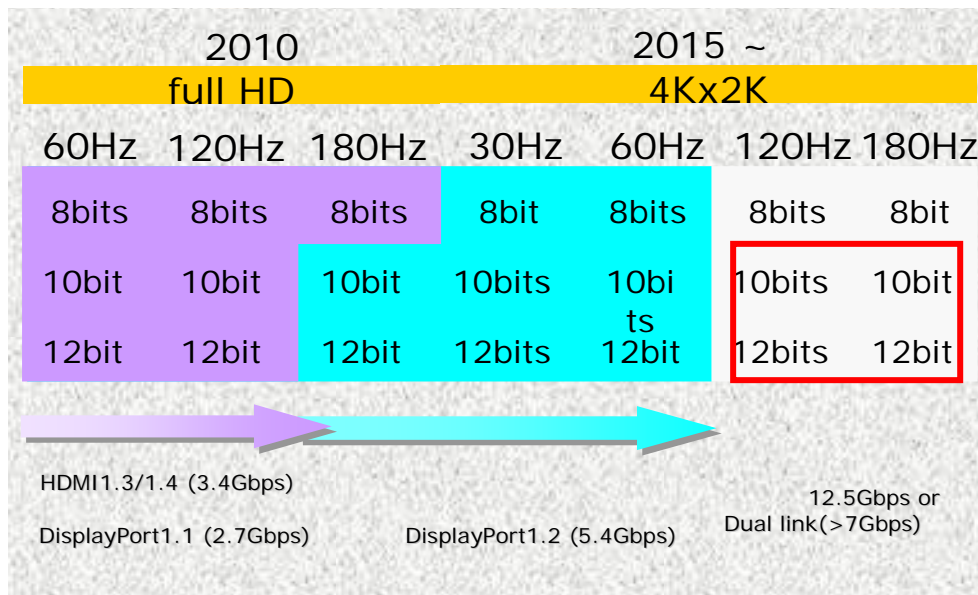 2010 2015 ~
full HD 4Kx2K
60Hz 120Hz 180Hz 30Hz 60Hz 120Hz 180Hz
8bits 8bits 8bits 8bit 8bits 8bits 8bit
10bit 10bit 10bit 10bits 10bi 10bits 10bit
ts
12bit 12bit 12bit 12bits 12bit 12bits 12bit
HDMI1.3/1.4 (3.4Gbps)
12.5Gbps or
DisplayPort1.1 (2.7Gbps) DisplayPort1.2 (5.4Gbps) Dual link(>7Gbps)